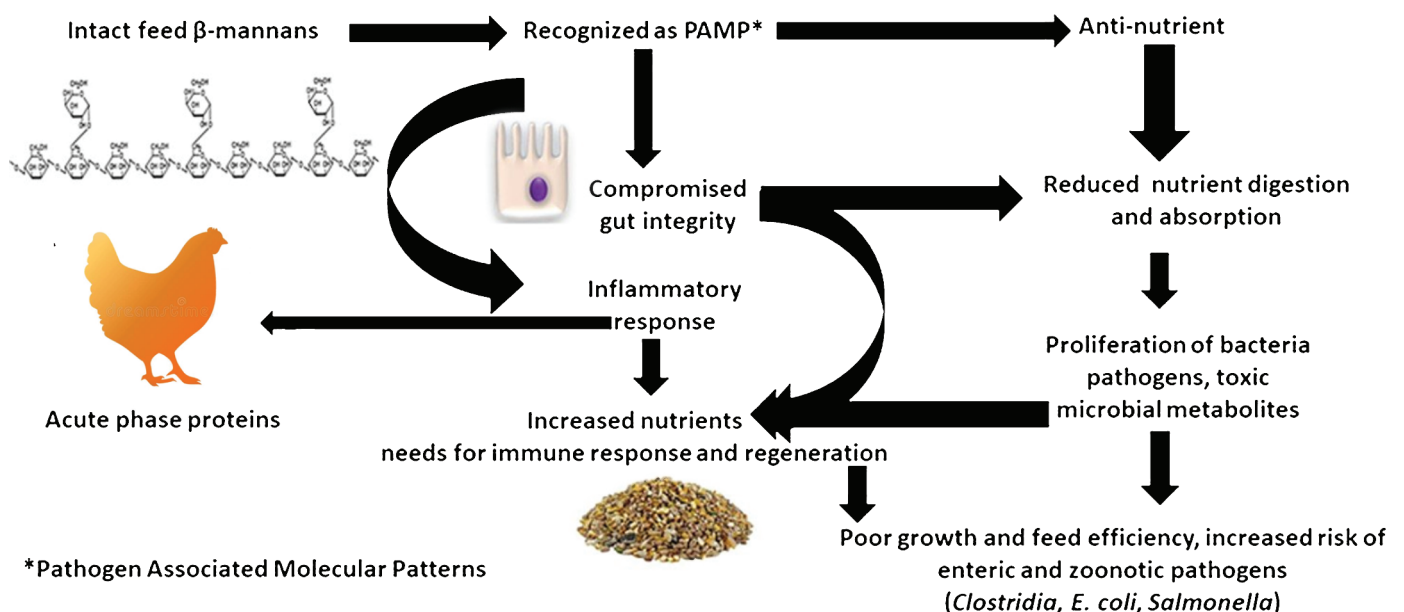 Intact feed β-mannans
Recognized as PAMP*
Anti-nutrient
Compromised
gut integrity
Reduced nutrient digestion
and absorption
Inflammatory
response
Proliferation of bacteria
pathogens, toxic
microbial metabolites
Acute phase proteins
Increased nutrients
needs for immune response and regeneration
Poor growth and feed efficiency, increased risk of
enteric and zoonotic pathogens
(Clostridia, E. coli, Salmonella)
*Pathogen Associated Molecular Patterns